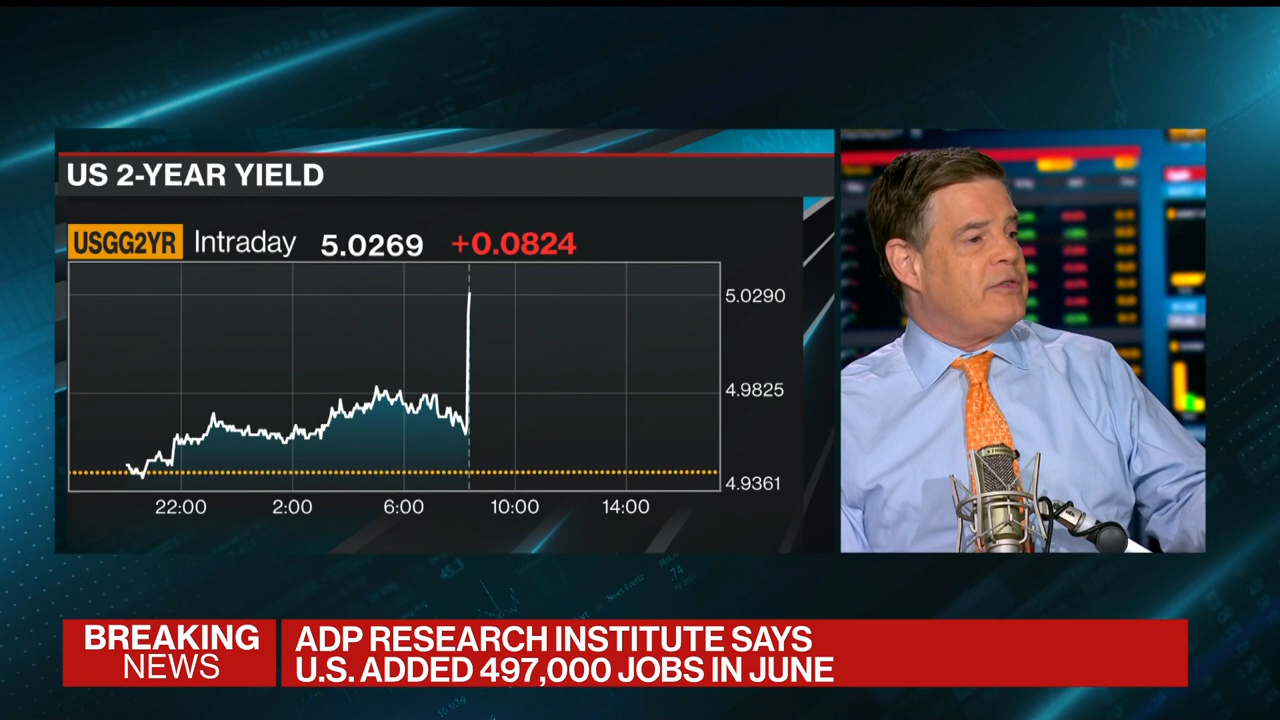 US 2-YEAR YIELD
USGG2YR Intraday 5.0269 +0.0824
5.0290
4.9825
4.9361
22:00 2:00 6:00 10:00 14:00
BREAKING
NEWS
ADP RESEARCH INSTITUTE SAYS
U.S. ADDED 497,000 JOBS IN JUNE